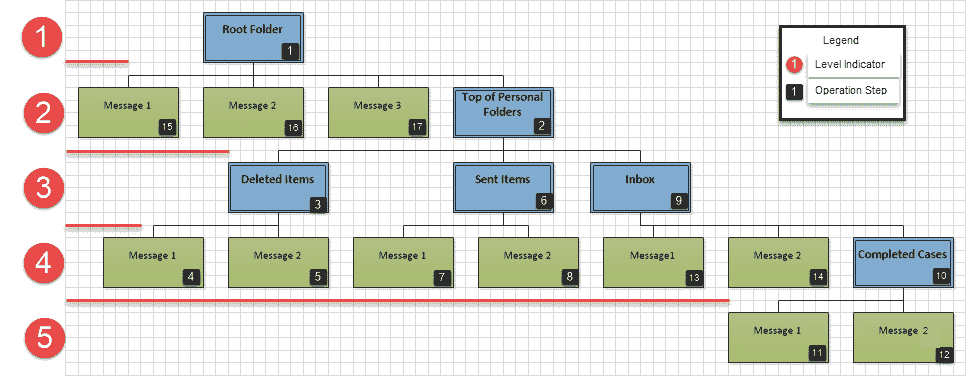 1
Root Folder
1
Legend
1 Level Indicator
1 Operation Step
2
Message 1
15
Message 2
16
Message 3
17
Top of Personal
Folders
2
3
Deleted Items
3
Sent Items
6
Inbox
9
4
Message 1
4
Message 2
5
Message 1
7
Message 2
8
Message1
13
Message 2
14
Completed Cases
10
5
Message 1
11
Message 2
12